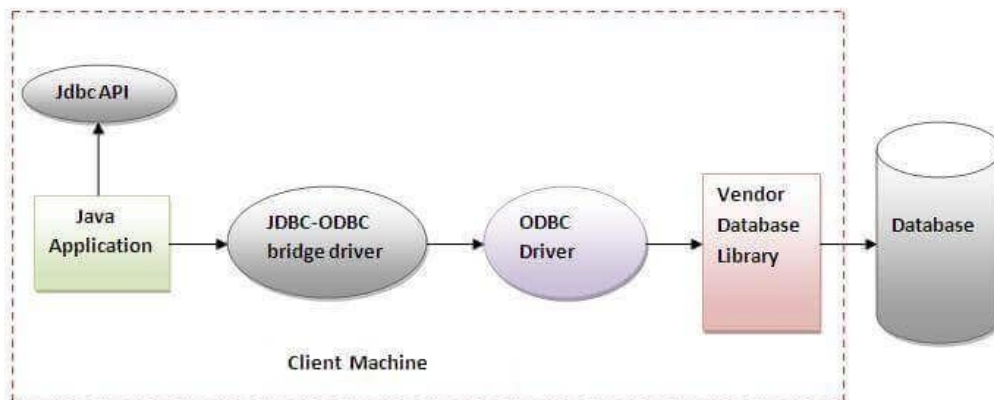 Jdbc API
Java
Application
JDBC-ODBC
bridge driver
ODBC
Driver
Vendor
Database
Library
Database
Client Machine